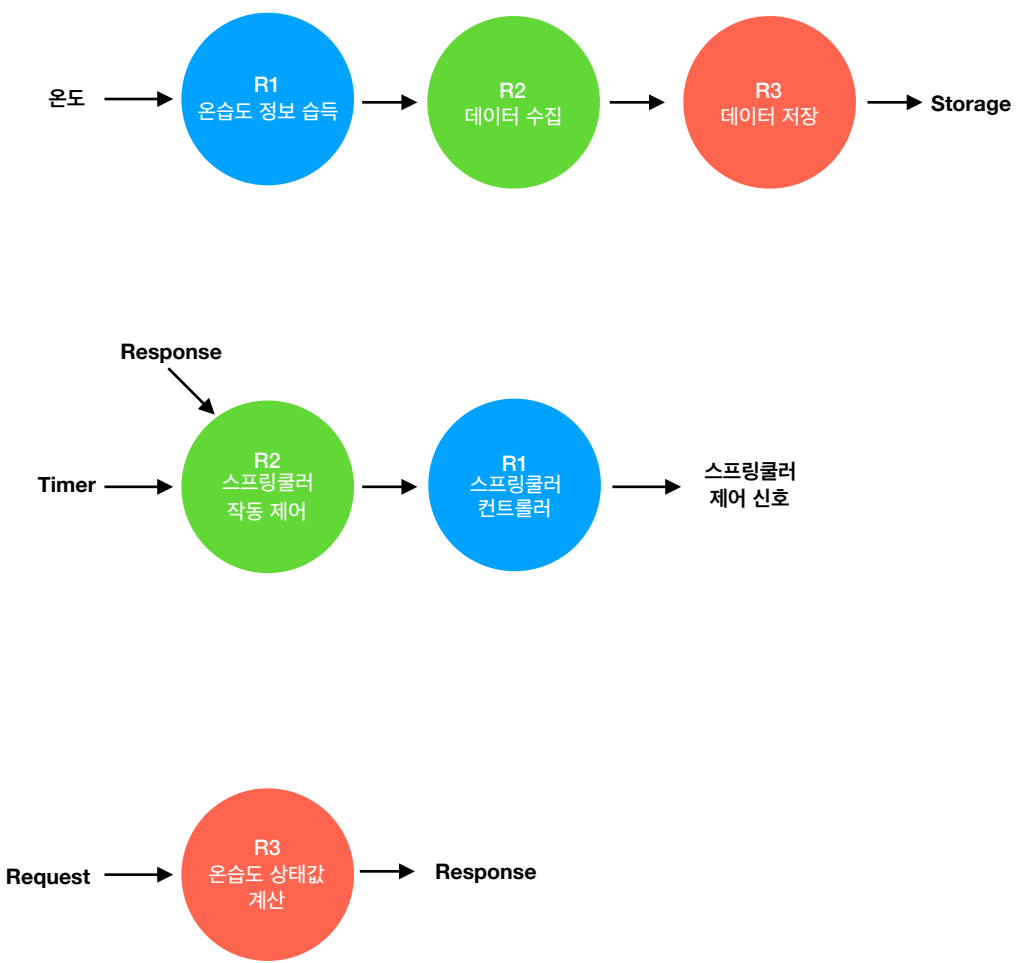 온도
R1
온습도 정보 습득
R2
데이터 수집
R3
데이터 저장
Storage
Response
Timer
R2
스프링쿨러
작동 제어
R1
스프링쿨러
컨트롤러
스프링쿨러
제어 신호
Request
R3
온습도 상태값
계산
Response